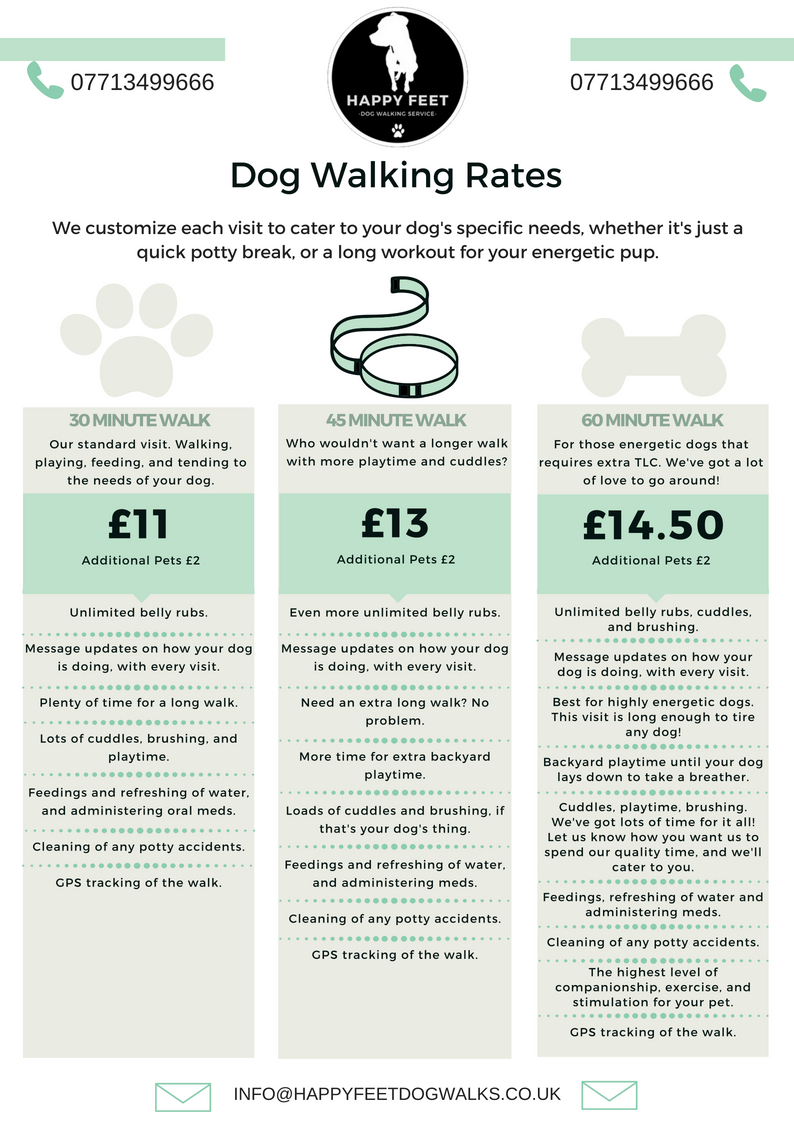 07713499666
HAPPY FEET
-DOG WALKING SERVICE-
07713499666
Dog Walking Rates
We customize each visit to cater to your dog's specific needs, whether it's just a
quick potty break, or a long workout for your energetic pup.
30 MINUTE WALK
Our standard visit. Walking,
playing, feeding, and tending to
the needs of your dog.
£11
Additional Pets £2
Unlimited belly rubs.
Message updates on how your dog
is doing, with every visit.
Plenty of time for a long walk.
Lots of cuddles, brushing, and
playtime.
Feedings and refreshing of water,
and administering oral meds.
Cleaning of any potty accidents.
GPS tracking of the walk.
45 MINUTE WALK
Who wouldn't want a longer walk
with more playtime and cuddles?
£13
Additional Pets £2
Even more unlimited belly rubs.
Message updates on how your dog
is doing, with every visit.
Need an extra long walk? No
problem.
More time for extra backyard
playtime.
Loads of cuddles and brushing, if
that's your dog's thing.
Feedings and refreshing of water,
and administering meds.
Cleaning of any potty accidents.
GPS tracking of the walk.
60 MINUTE WALK
For those energetic dogs that
requires extra TLC. We've got a lot
of love to go around!
£14.50
Additional Pets £2
Unlimited belly rubs, cuddles,
and brushing.
Message updates on how your
dog is doing, with every visit.
Best for highly energetic dogs.
This visit is long enough to tire
any dog!
Backyard playtime until your dog
lays down to take a breather.
Cuddles, playtime, brushing.
We've got lots of time for it all!
Let us know how you want us to
spend our quality time, and we'll
cater to you.
Feedings, refreshing of water and
administering meds.
Cleaning of any potty accidents.
The highest level of
companionship, exercise, and
stimulation for your pet.
GPS tracking of the walk.
INFO@HAPPYFEETDOGWALKS.CO.UK